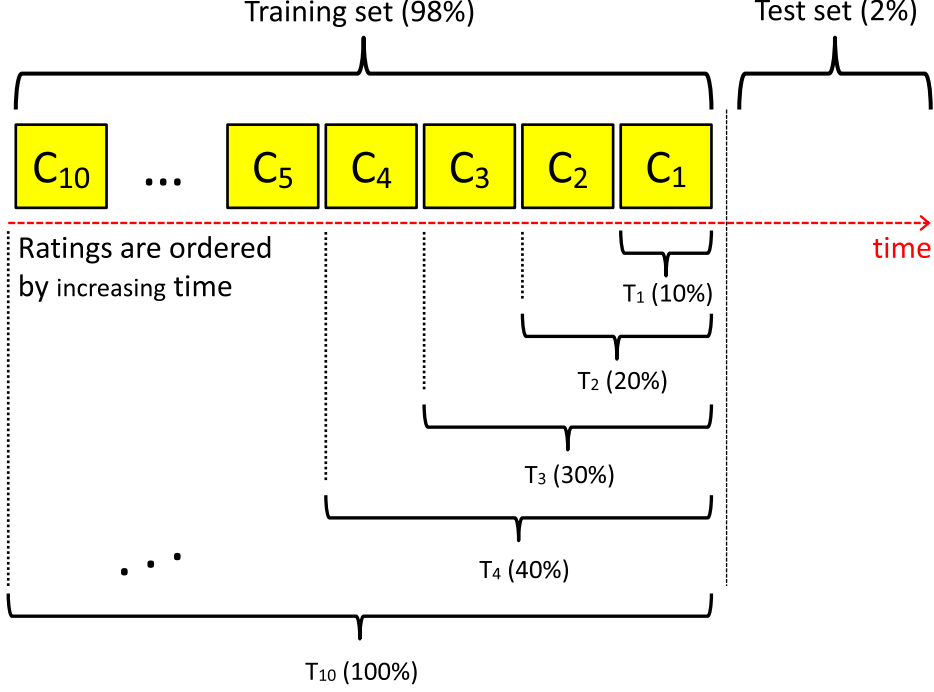 Training set (98%)
Test set (2%)
C₁₀ ... C₅ C₄ C₃ C₂ C₁
Ratings are ordered
by increasing time
time
T₁ (10%)
T₂ (20%)
T₃ (30%)
T₄ (40%)
. . .
T₁₀ (100%)